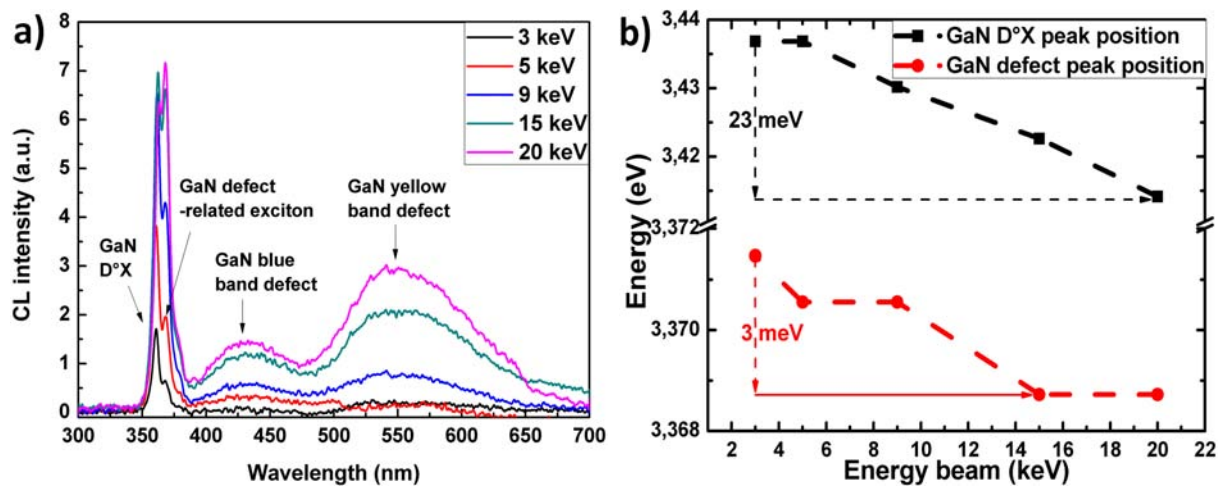 a)
3 keV
5 keV
9 keV
15 keV
20 keV
GaN defect
-related exciton
GaN
D°X
GaN blue
band defect
GaN yellow
band defect
CL intensity (a.u.)
7
6
5
4
3
2
1
0
300 350 400 450 500 550 600 650 700
Wavelength (nm)
b)
GaN D°X peak position
GaN defect peak position
23 meV
3 meV
Energy (eV)
3,44
3,43
3,42
3,372
3,370
3,368
2 4 6 8 10 12 14 16 18 20 22
Energy beam (keV)